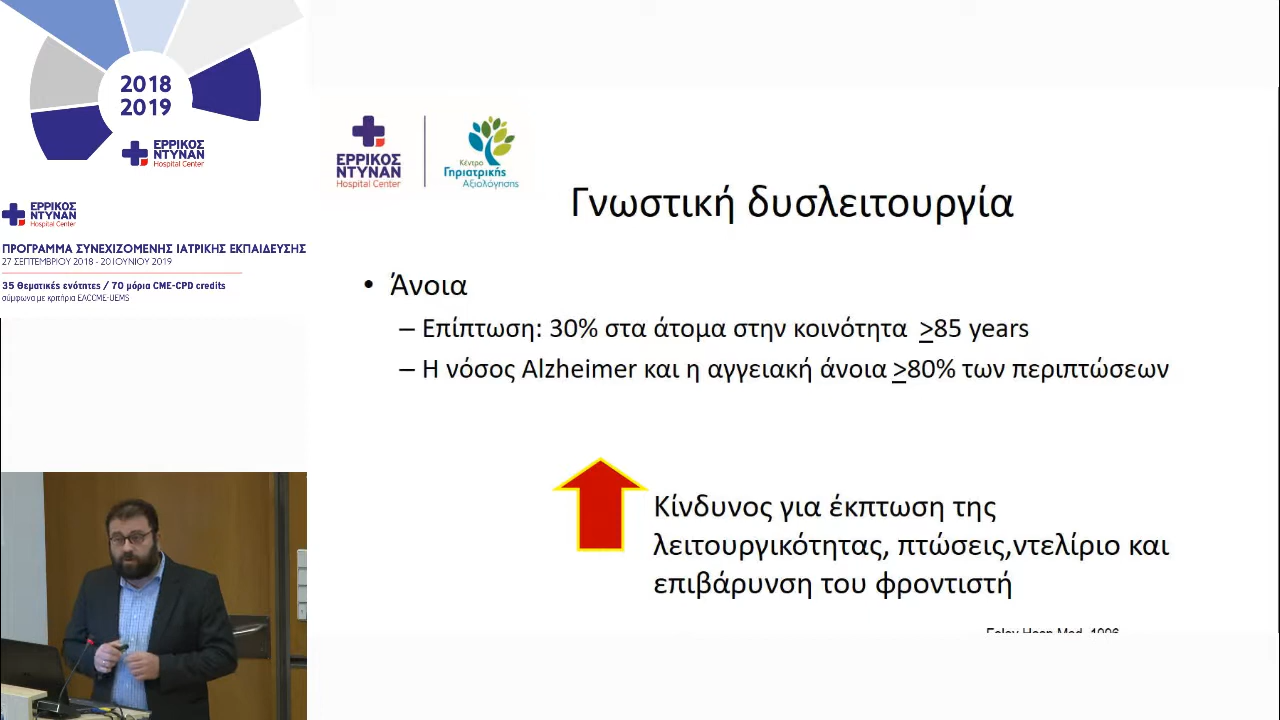 2018
2019
ΕΡΡΙΚΟΣ
ΝΤΥΝΑΝ
Hospital Center
ΕΡΡΙΚΟΣ
ΝΤΥΝΑΝ
Hospital Center
ΠΡΟΓΡΑΜΜΑ ΣΥΝΕΧΙΖΟΜΕΝΗΣ ΙΑΤΡΙΚΗΣ ΕΚΠΑΙΔΕΥΣΗΣ
27 ΣΕΠΤΕΜΒΡΙΟΥ 2018 - 20 ΙΟΥΝΙΟΥ 2019
35 Θεματικές ενότητες / 70 μόρια CME-CPD credits
σύμφωνα με κριτήρια EACCME-UEMS
ΕΡΡΙΚΟΣ
ΝΤΥΝΑΝ
Hospital Center
Κέντρο
Γηριατρικής
Αξιολόγησης
Γνωστική δυσλειτουργία
• Άνοια
– Επίπτωση: 30% στα άτομα στην κοινότητα >85 years
– Η νόσος Alzheimer και η αγγειακή άνοια >80% των περιπτώσεων
Κίνδυνος για έκπτωση της
λειτουργικότητας, πτώσεις,ντελίριο και
επιβάρυνση του φροντιστή
Hosp Med, 1996